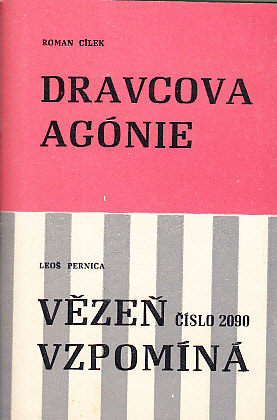 ROMAN CÍLEK
DRAVCOVA
AGÓNIE
LEOŠ PERNICA
VĚZEŇ ČÍSLO 2090
VZPOMÍNÁ